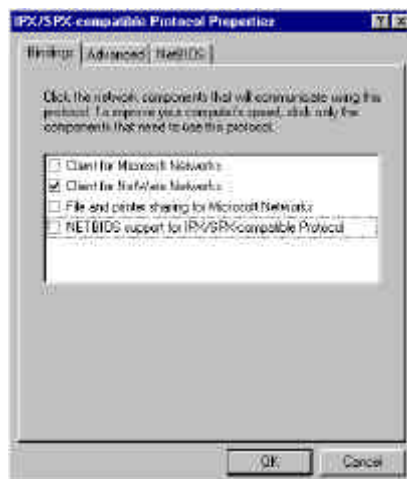 IPX/SPX-compatible Protocol Properties
Bindings Advanced NetBIOS
Click the network components that will communicate using this
protocol. To improve your computer's speed, click only the
components that need to use this protocol.
Client for Microsoft Networks
Client for NetWare Networks
File and printer sharing for Microsoft Networks
NETBIOS support for IPX/SPX-compatible Protocol
OK Cancel